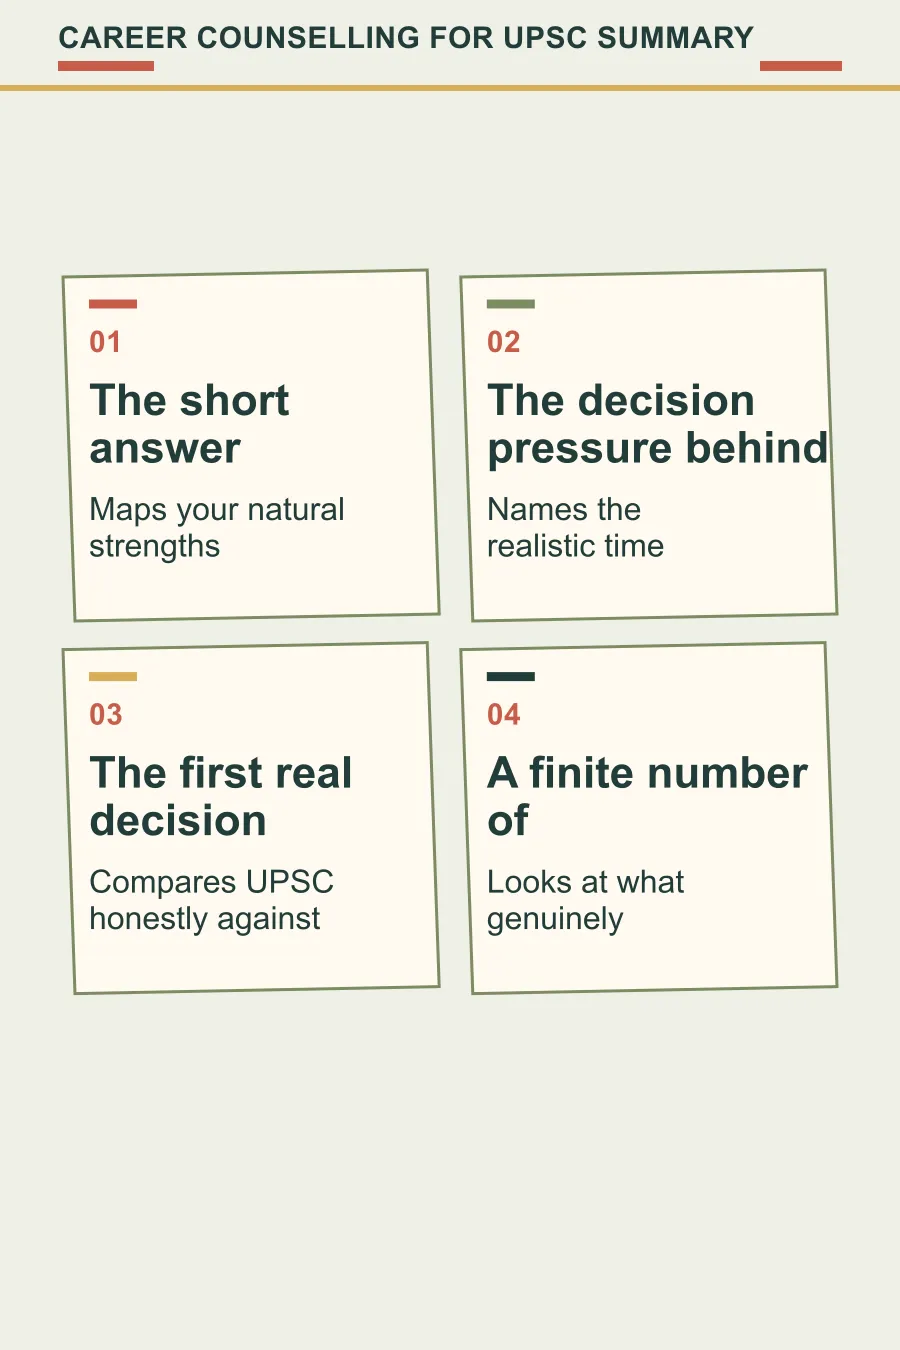 CAREER COUNSELLING FOR UPSC SUMMARY
01
The short
answer
Maps your natural
strengths
02
The decision
pressure behind
Names the
realistic time
03
The first real
decision
Compares UPSC
honestly against
04
A finite number
of
Looks at what
genuinely